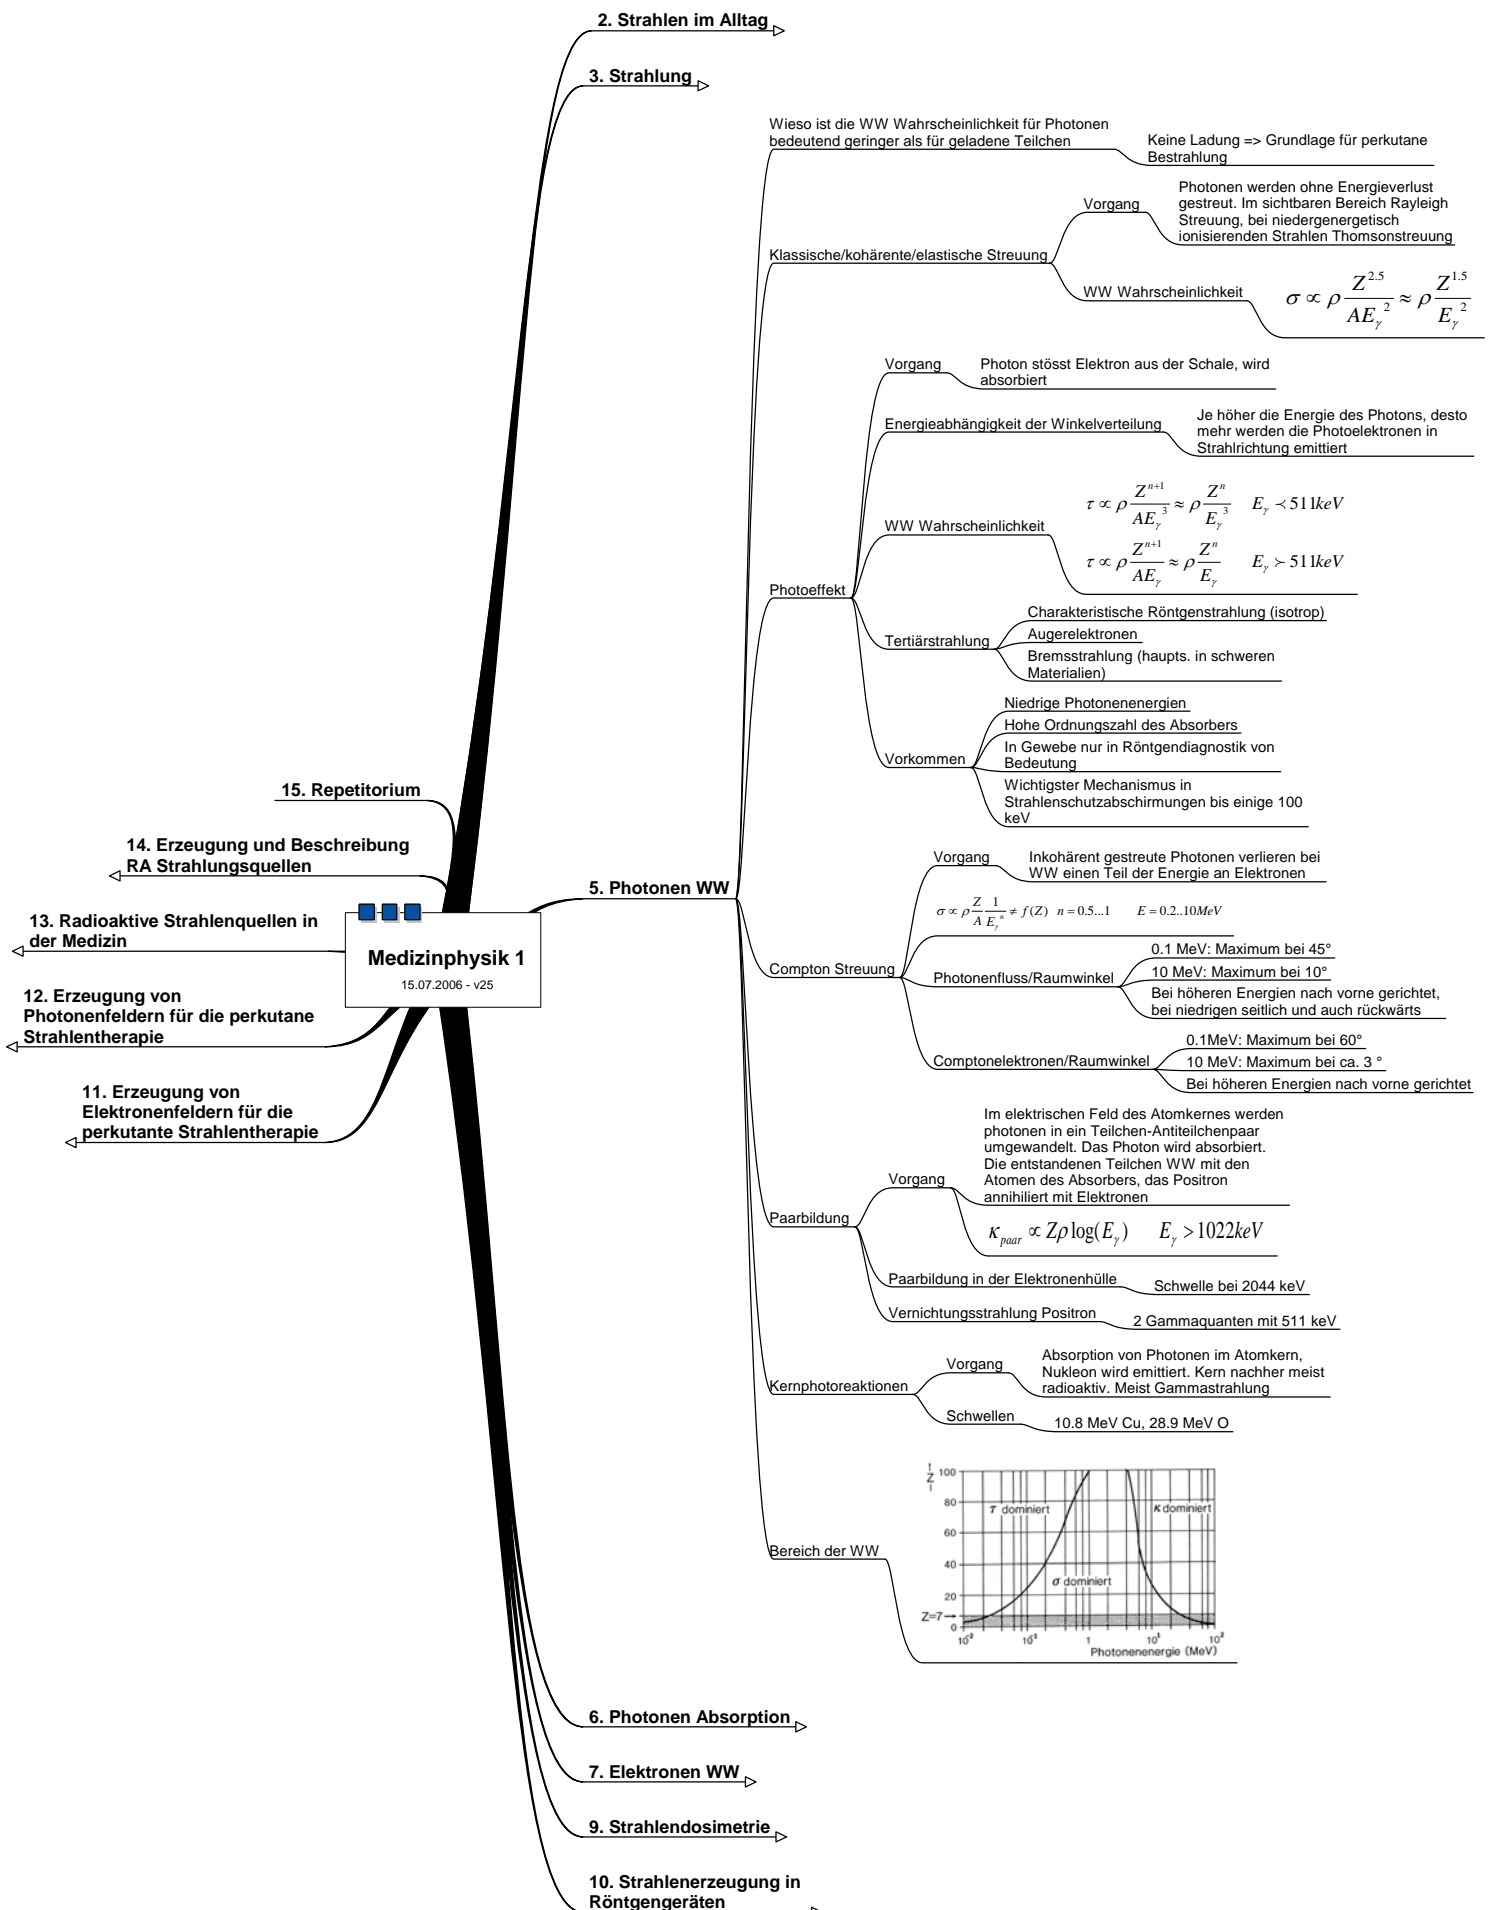 2. Strahlen im Alltag
3. Strahlung
Wieso ist die WW Wahrscheinlichkeit für Photonen
bedeutend geringer als für geladene Teilchen
Keine Ladung => Grundlage für perkutane
Bestrahlung
Klassische/kohärente/elastische Streuung
Vorgang
Photonen werden ohne Energieverlust
gestreut. Im sichtbaren Bereich Rayleigh
Streuung, bei niedergenergetisch
ionisierenden Strahlen Thomsonstreuung
WW Wahrscheinlichkeit
σ ∝ ρ Z^2.5 / AE_γ^2 ≈ ρ Z^1.5 / E_γ^2
Photoeffekt
Vorgang
Photon stösst Elektron aus der Schale, wird
absorbiert
Energieabhängigkeit der Winkelverteilung
Je höher die Energie des Photons, desto
mehr werden die Photoelektronen in
Strahlrichtung emittiert
WW Wahrscheinlichkeit
τ ∝ ρ Z^n+1 / AE_γ^3 ≈ ρ Z^n / E_γ^3 E_γ ≺ 511keV
τ ∝ ρ Z^n+1 / AE_γ ≈ ρ Z^n / E_γ E_γ ≻ 511keV
Tertiärstrahlung
Charakteristische Röntgenstrahlung (isotrop)
Augerelektronen
Bremsstrahlung (haupts. in schweren
Materialien)
Vorkommen
Niedrige Photonenenergien
Hohe Ordnungszahl des Absorbers
In Gewebe nur in Röntgendiagnostik von
Bedeutung
Wichtigster Mechanismus in
Strahlenschutzabschirmungen bis einige 100
keV
5. Photonen WW
Compton Streuung
Vorgang
Inkohärent gestreute Photonen verlieren bei
WW einen Teil der Energie an Elektronen
σ ∝ ρ Z/A 1/E_γ^n ≠ f(Z) n = 0.5...1 E = 0.2..10MeV
Photonenfluss/Raumwinkel
0.1 MeV: Maximum bei 45°
10 MeV: Maximum bei 10°
Bei höheren Energien nach vorne gerichtet,
bei niedrigen seitlich und auch rückwärts
Comptonelektronen/Raumwinkel
0.1MeV: Maximum bei 60°
10 MeV: Maximum bei ca. 3 °
Bei höheren Energien nach vorne gerichtet
Paarbildung
Vorgang
Im elektrischen Feld des Atomkernes werden
photonen in ein Teilchen-Antiteilchenpaar
umgewandelt. Das Photon wird absorbiert.
Die entstandenen Teilchen WW mit den
Atomen des Absorbers, das Positron
annihiliert mit Elektronen
κ_paar ∝ Zρ log(E_γ) E_γ > 1022keV
Paarbildung in der Elektronenhülle
Schwelle bei 2044 keV
Vernichtungsstrahlung Positron
2 Gammaquanten mit 511 keV
Kernphotoreaktionen
Vorgang
Absorption von Photonen im Atomkern,
Nukleon wird emittiert. Kern nachher meist
radioaktiv. Meist Gammastrahlung
Schwellen
10.8 MeV Cu, 28.9 MeV O
Bereich der WW
↑
Z
100
80
60
40
20
Z=7→
0
τ dominiert
κ dominiert
σ dominiert
10^-2 10^-1 1 10^1 10^2
Photonenenergie (MeV)
6. Photonen Absorption
7. Elektronen WW
9. Strahlendosimetrie
10. Strahlenerzeugung in
Röntgengeräten
15. Repetitorium
14. Erzeugung und Beschreibung
RA Strahlungsquellen
13. Radioaktive Strahlenquellen in
der Medizin
12. Erzeugung von
Photonenfeldern für die perkutane
Strahlentherapie
11. Erzeugung von
Elektronenfeldern für die
perkutante Strahlentherapie
Medizinphysik 1
15.07.2006 - v25